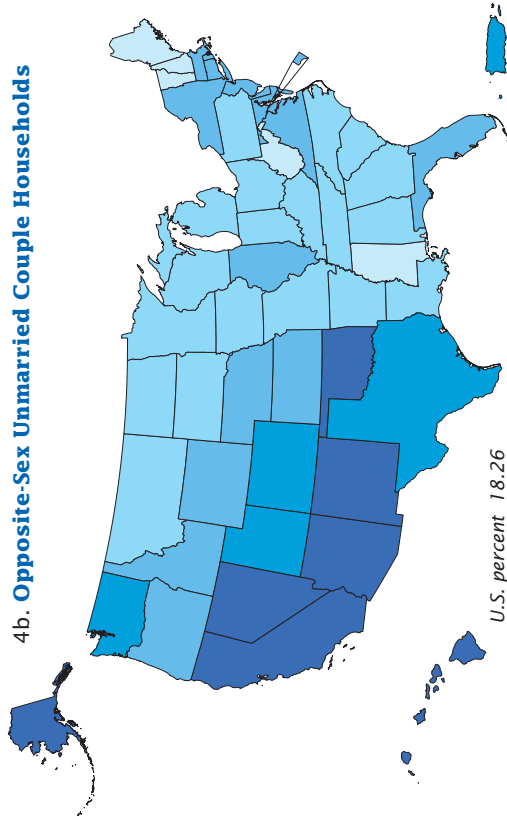 4b. Opposite-Sex Unmarried Couple Households
U.S. percent 18.26